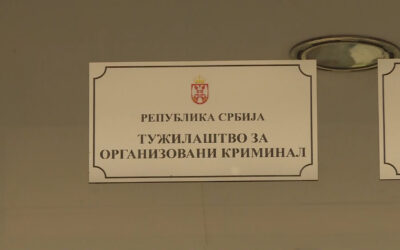 РЕПУБЛИКА СРБИЈА
ТУЖИЛАШТВО ЗА
ОРГАНИЗОВАНИ КРИМИНАЛ